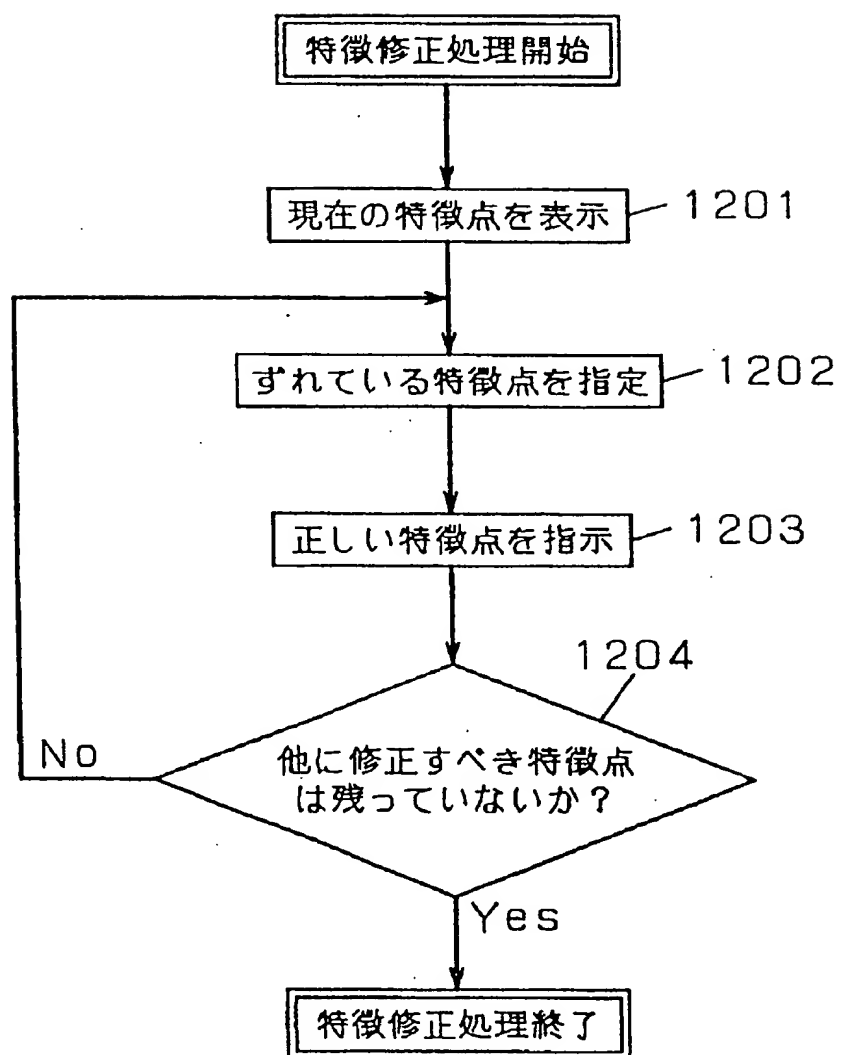 特徴修正処理開始
現在の特徴点を表示
1201
ずれている特徴点を指定
1202
正しい特徴点を指示
1203
1204
他に修正すべき特徴点
は残っていないか？
No
Yes
特徴修正処理終了